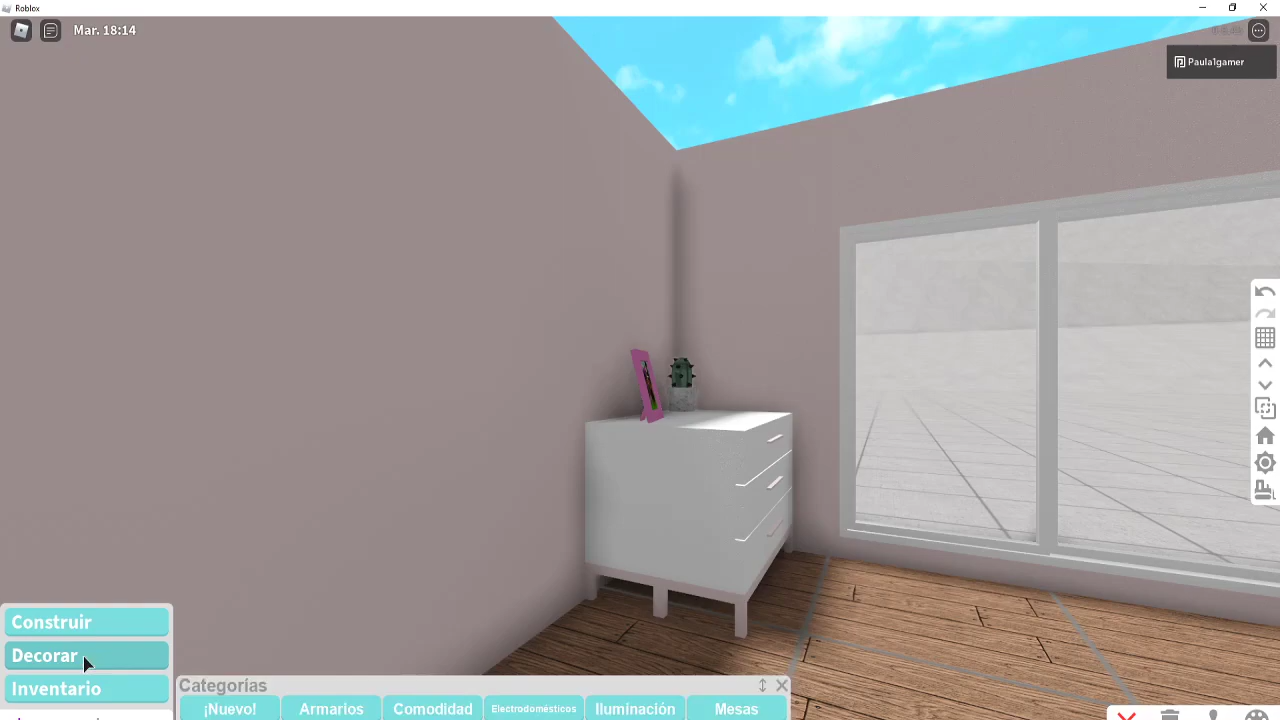 Roblox
Mar. 18:14
Paula1gamer
Construir
Decorar
Inventario
Categorías
¡Nuevo!
Armarios
Comodidad
Electrodomésticos
Iluminación
Mesas